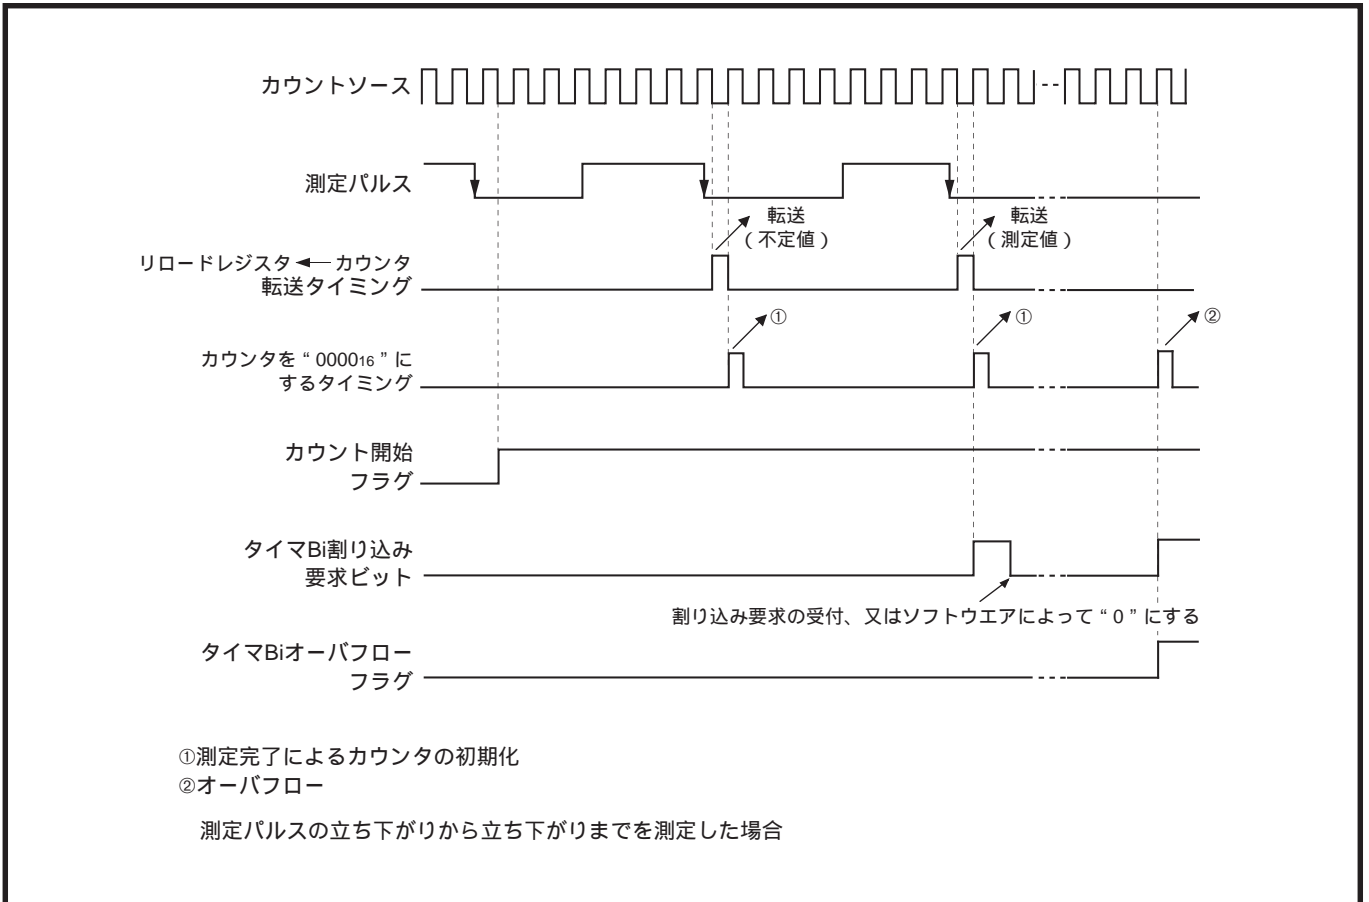 カウントソース
測定パルス
転送
(不定値)
転送
(測定値)
リロードレジスタ ← カウンタ
転送タイミング
①
①
②
カウンタを“000016”に
するタイミング
カウント開始
フラグ
タイマBi割り込み
要求ビット
割り込み要求の受付、又はソフトウエアによって“0”にする
タイマBiオーバフロー
フラグ
①測定完了によるカウンタの初期化
②オーバフロー
測定パルスの立ち下がりから立ち下がりまでを測定した場合